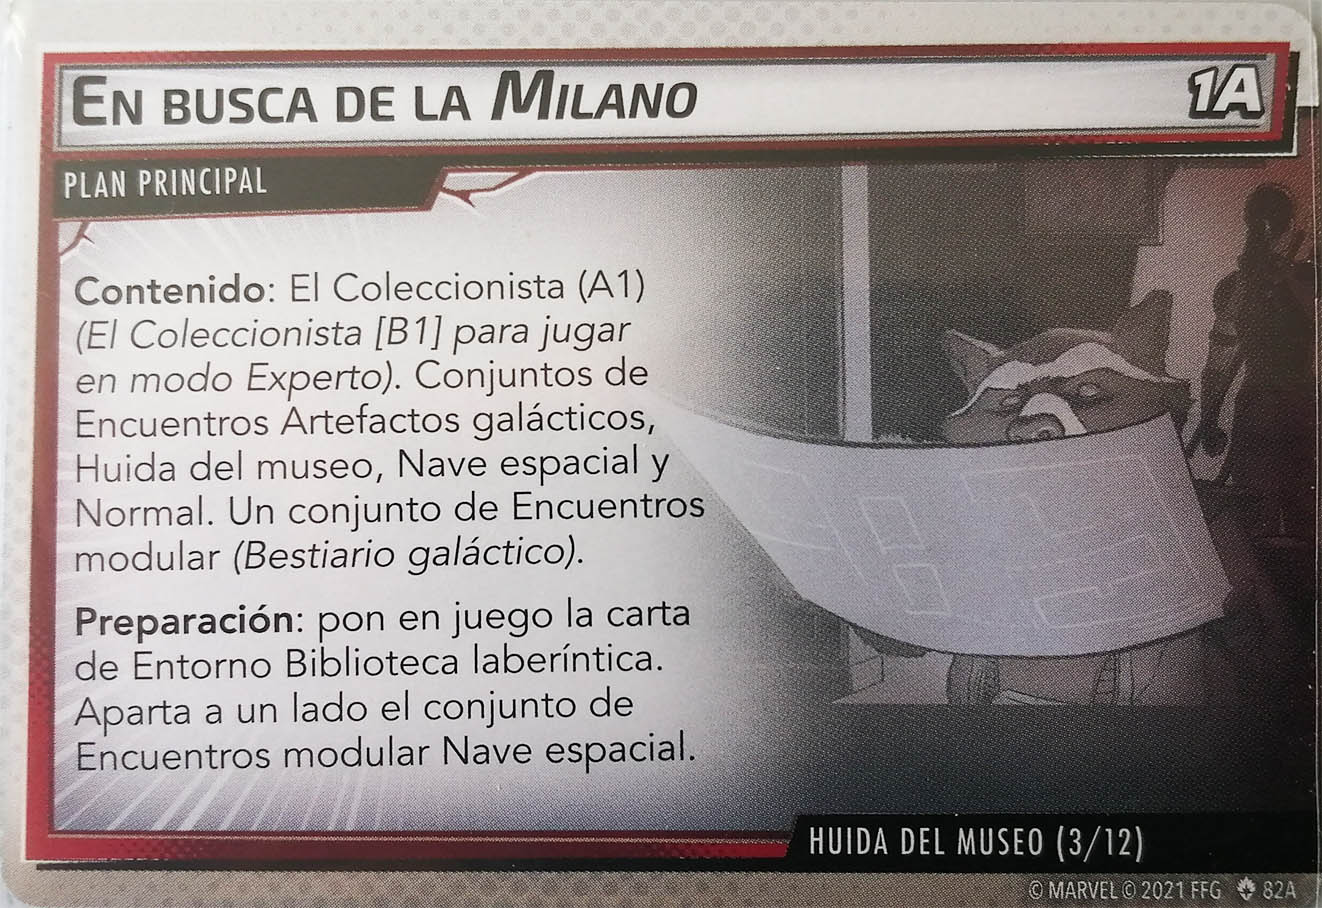 EN BUSCA DE LA MILANO
1A
PLAN PRINCIPAL
Contenido: El Coleccionista (A1)
(El Coleccionista [B1] para jugar
en modo Experto). Conjuntos de
Encuentros Artefactos galácticos,
Huida del museo, Nave espacial y
Normal. Un conjunto de Encuentros
modular (Bestiario galáctico).
Preparación: pon en juego la carta
de Entorno Biblioteca laberíntica.
Aparta a un lado el conjunto de
Encuentros modular Nave espacial.
HUIDA DEL MUSEO (3/12)
© MARVEL © 2021 FFG 82A